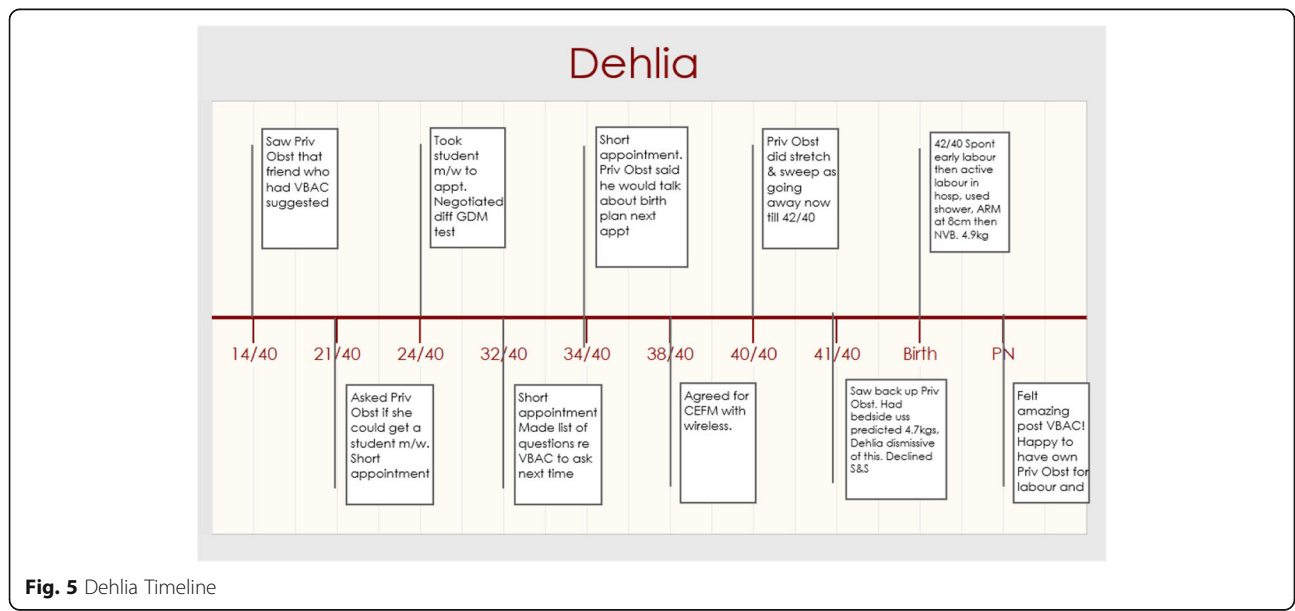 Dehlia
Saw Priv
Obst that
friend who
had VBAC
suggested
Took
student
m/w to
appt.
Negotiated
diff GDM
test
Short
appointment.
Priv Obst said
he would talk
about birth
plan next
appt
Priv Obst
did stretch
& sweep as
going
away now
till 42/40
42/40 Spont
early labour
then active
labour in
hosp, used
shower, ARM
at 8cm then
NVB. 4.9kg
14/40 21/40 24/40 32/40 34/40 38/40 40/40 41/40 Birth PN
Asked Priv
Obst if she
could get a
student m/w.
Short
appointment
Short
appointment
Made list of
questions re
VBAC to ask
next time
Agreed for
CEFM with
wireless.
Saw back up Priv
Obst. Had
bedside uss
predicted 4.7kgs,
Dehlia dismissive
of this. Declined
S&S
Felt
amazing
post VBAC!
Happy to
have own
Priv Obst for
labour and
Fig. 5 Dehlia Timeline